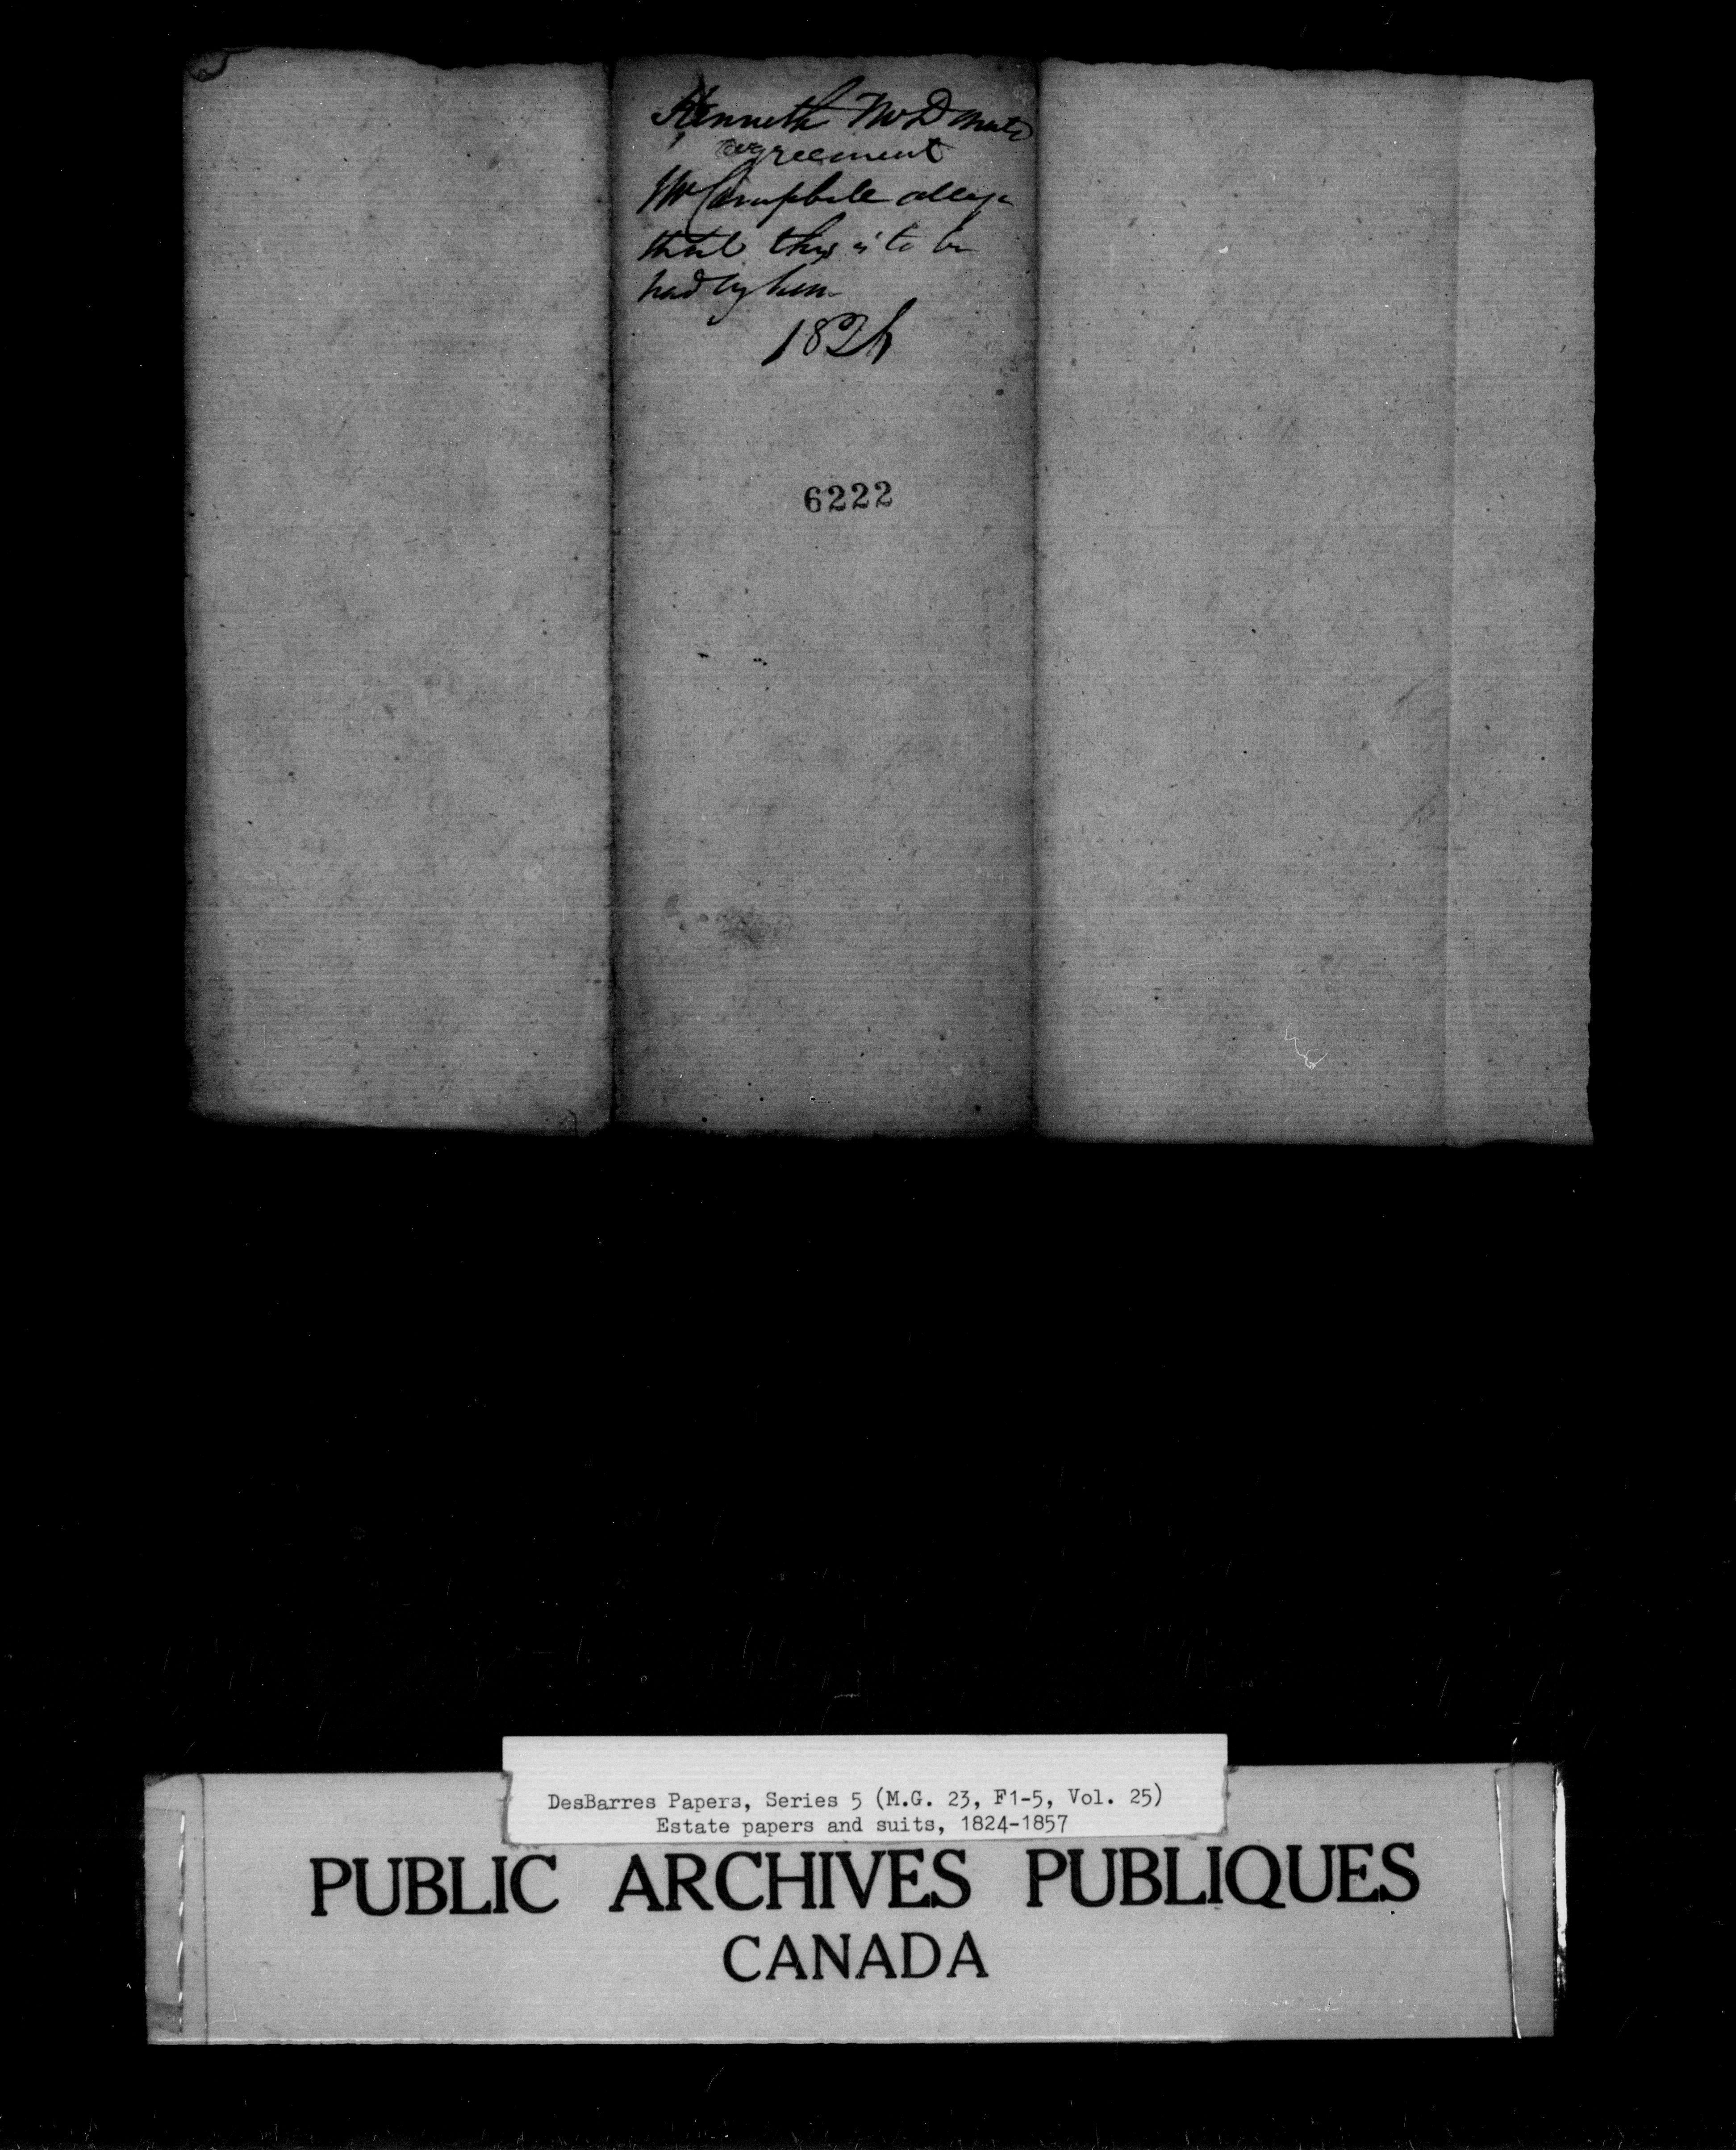 Kenneth McDonald
agreement
Mr Campbell
that this is to be
had by him
1824
6222
DesBarres Papers, Series 5 (M.G. 23, F1-5, Vol. 25)
Estate papers and suits, 1824-1857
PUBLIC ARCHIVES PUBLIQUES
CANADA